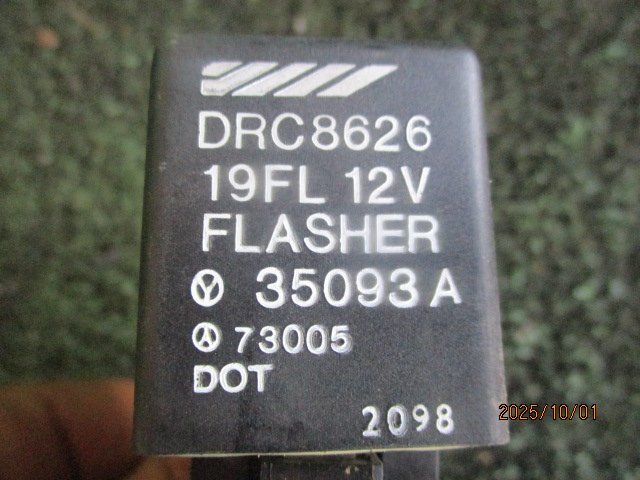 DRC8626
19FL 12V
FLASHER
Ⓨ 35093 A
73005
DOT
2098
2025/10/01